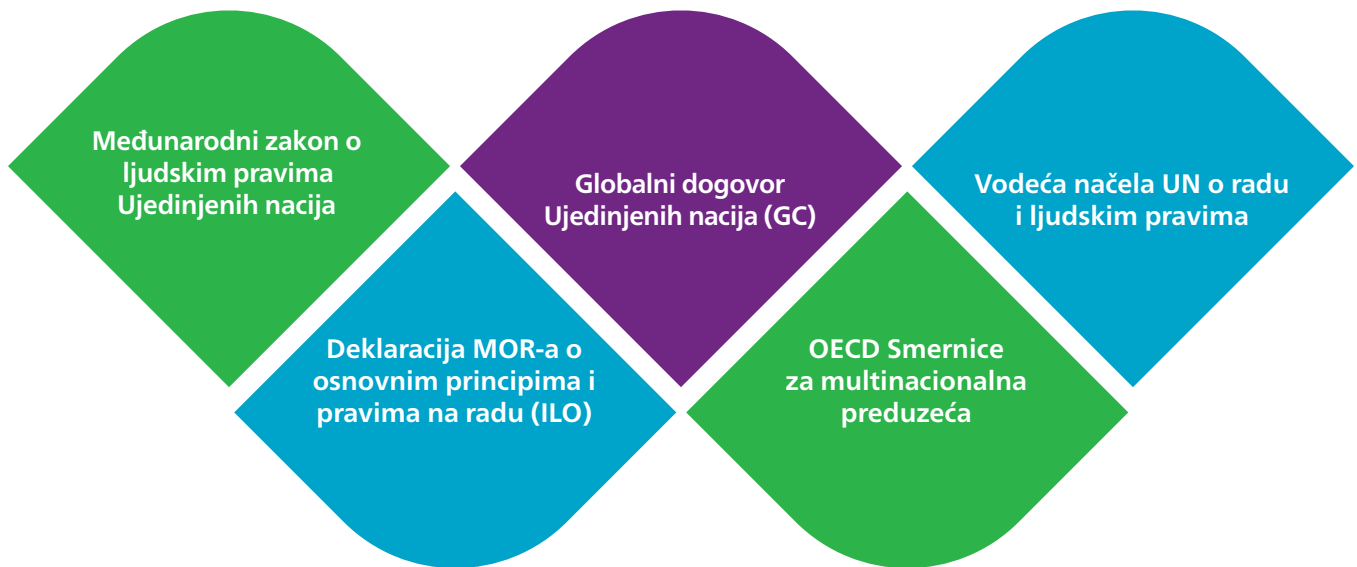 Međunarodni zakon o
ljudskim pravima
Ujedinjenih nacija
Deklaracija MOR-a o
osnovnim principima i
pravima na radu (ILO)
Globalni dogovor
Ujedinjenih nacija (GC)
OECD Smernice
za multinacionalna
preduzeća
Vodeća načela UN o radu
i ljudskim pravima